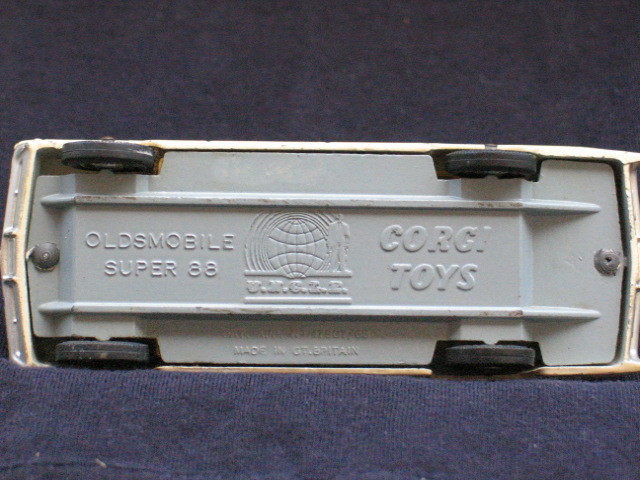 OLDSMOBILE
SUPER 88
U.N.C.L.E.
CORGI
TOYS
MADE IN GT. BRITAIN